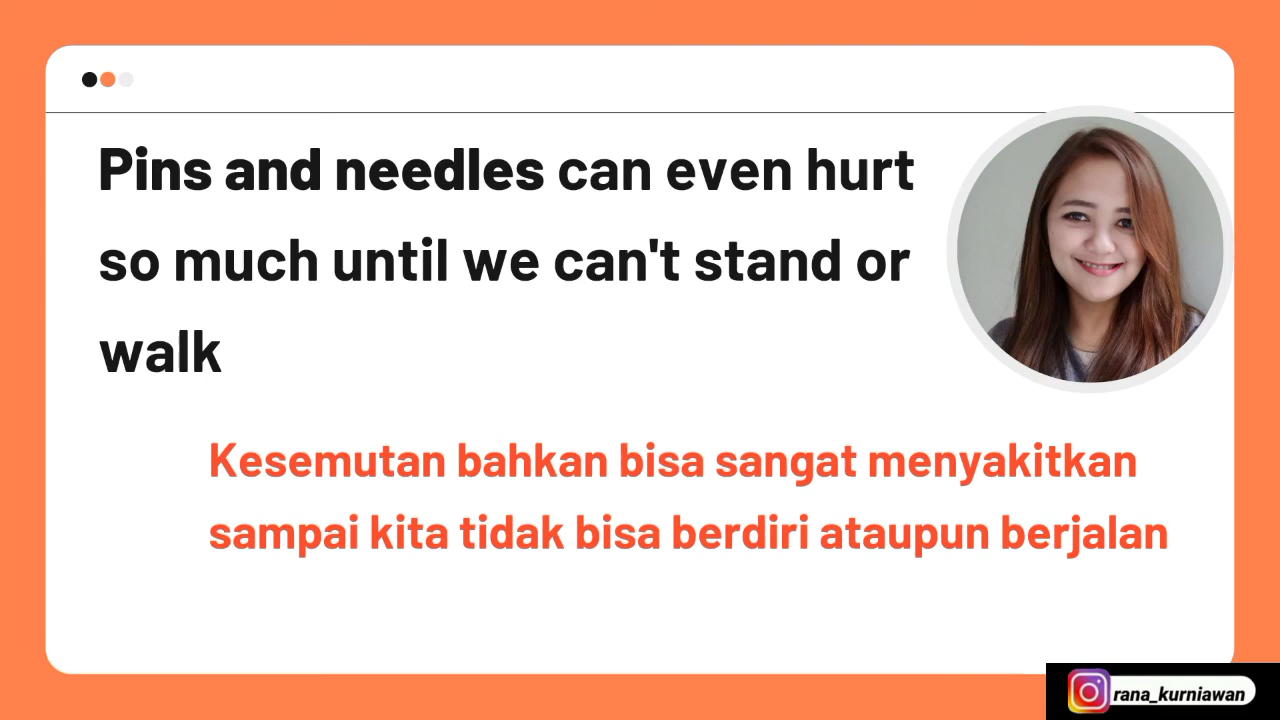 Pins and needles can even hurt
so much until we can't stand or
walk
Kesemutan bahkan bisa sangat menyakitkan
sampai kita tidak bisa berdiri ataupun berjalan
rana_kurniawan